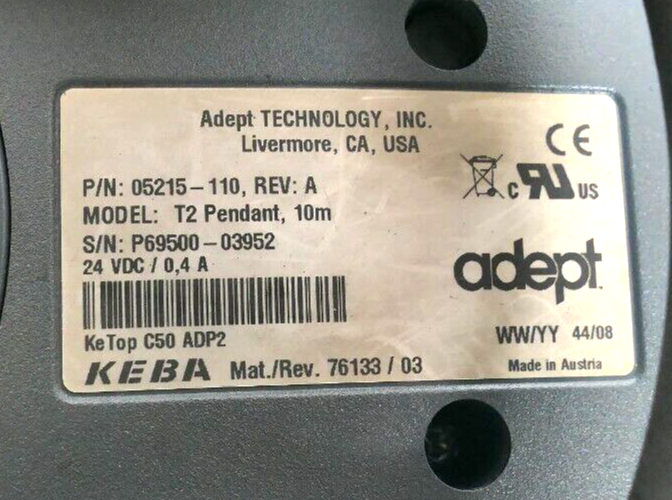 Adept TECHNOLOGY, INC.
Livermore, CA, USA
CE
P/N: 05215-110, REV: A
MODEL: T2 Pendant, 10m
c RU US
S/N: P69500-03952
24 VDC / 0,4 A
adept.
KeTop C50 ADP2
WW/YY 44/08
KEBA Mat./Rev. 76133 / 03
Made in Austria